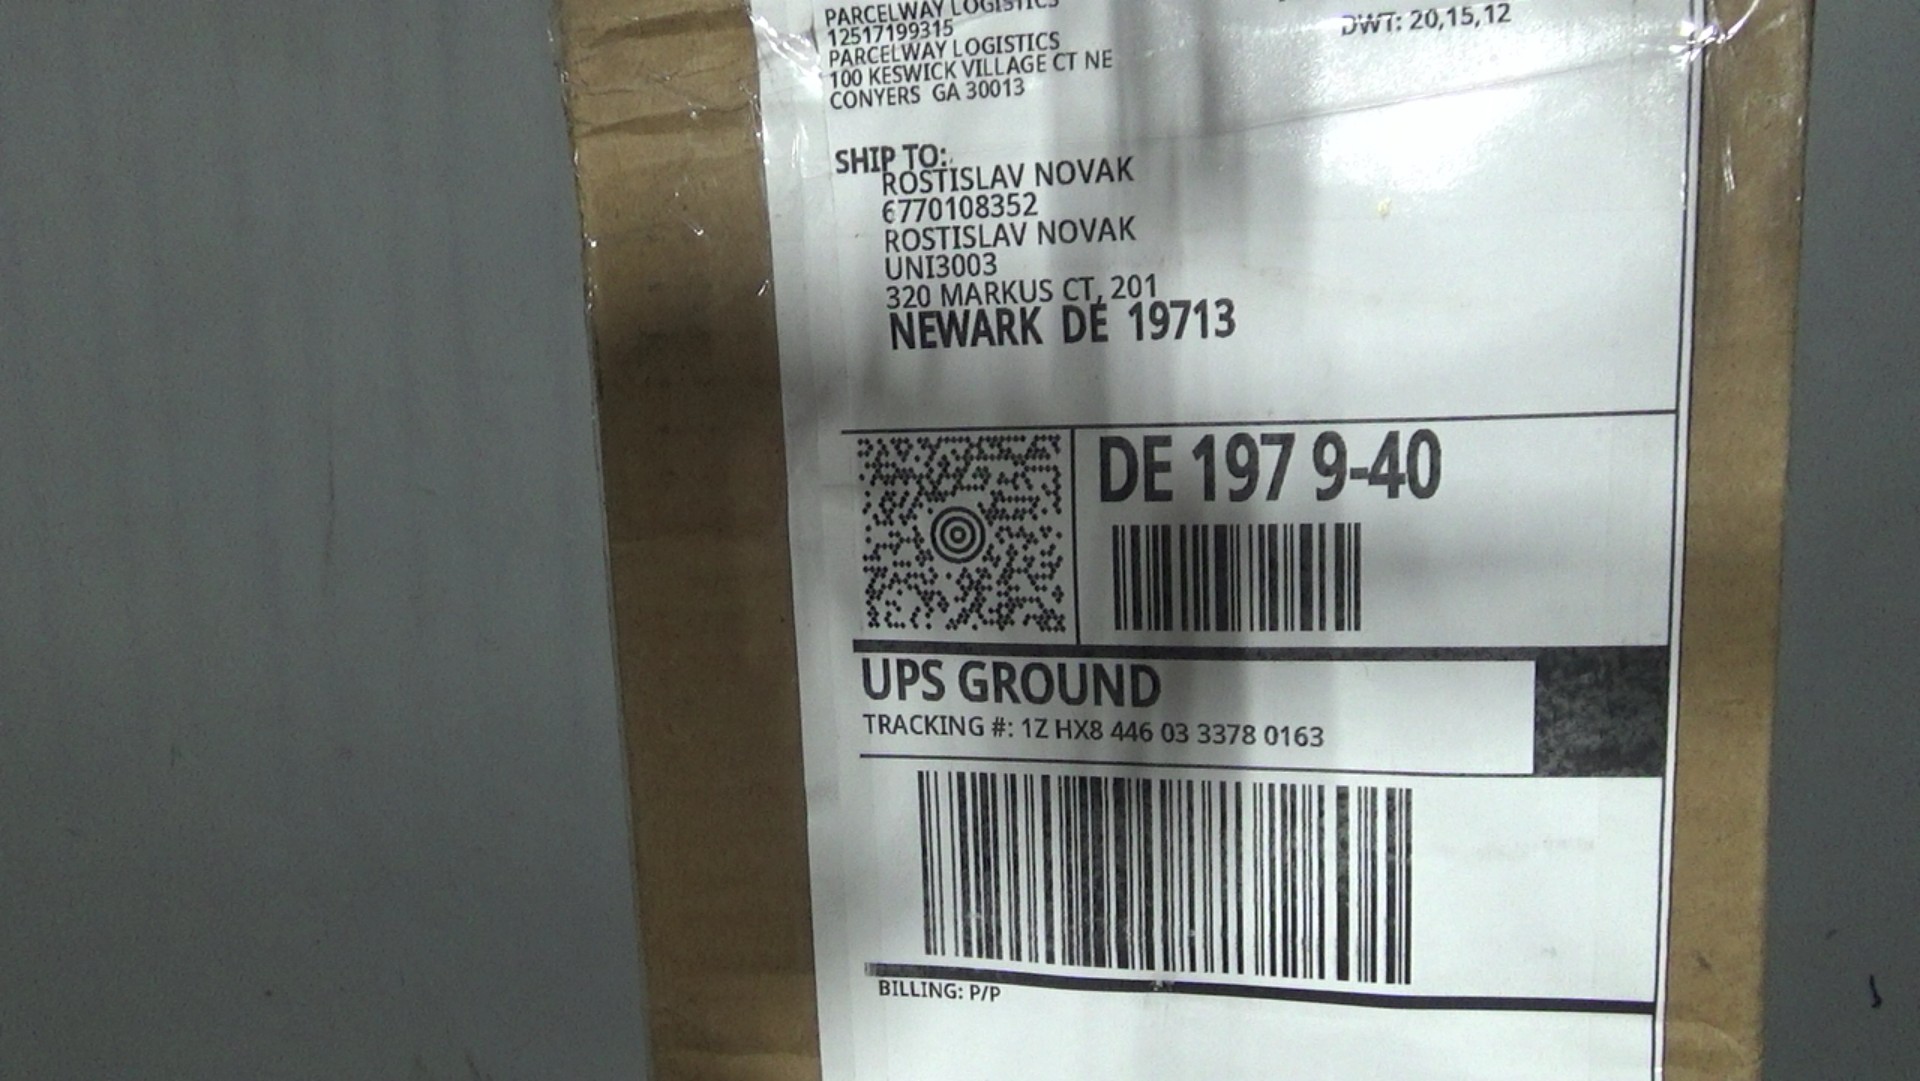 PARCELWAY LOGISTICS
12517199315
PARCELWAY LOGISTICS
100 KESWICK VILLAGE CT NE
CONYERS GA 30013
DWT: 20,15,12
SHIP TO:
ROSTISLAV NOVAK
6770108352
ROSTISLAV NOVAK
UNI3003
320 MARKUS CT, 201
NEWARK DE 19713
DE 197 9-40
UPS GROUND
TRACKING #: 1Z HX8 446 03 3378 0163
BILLING: P/P